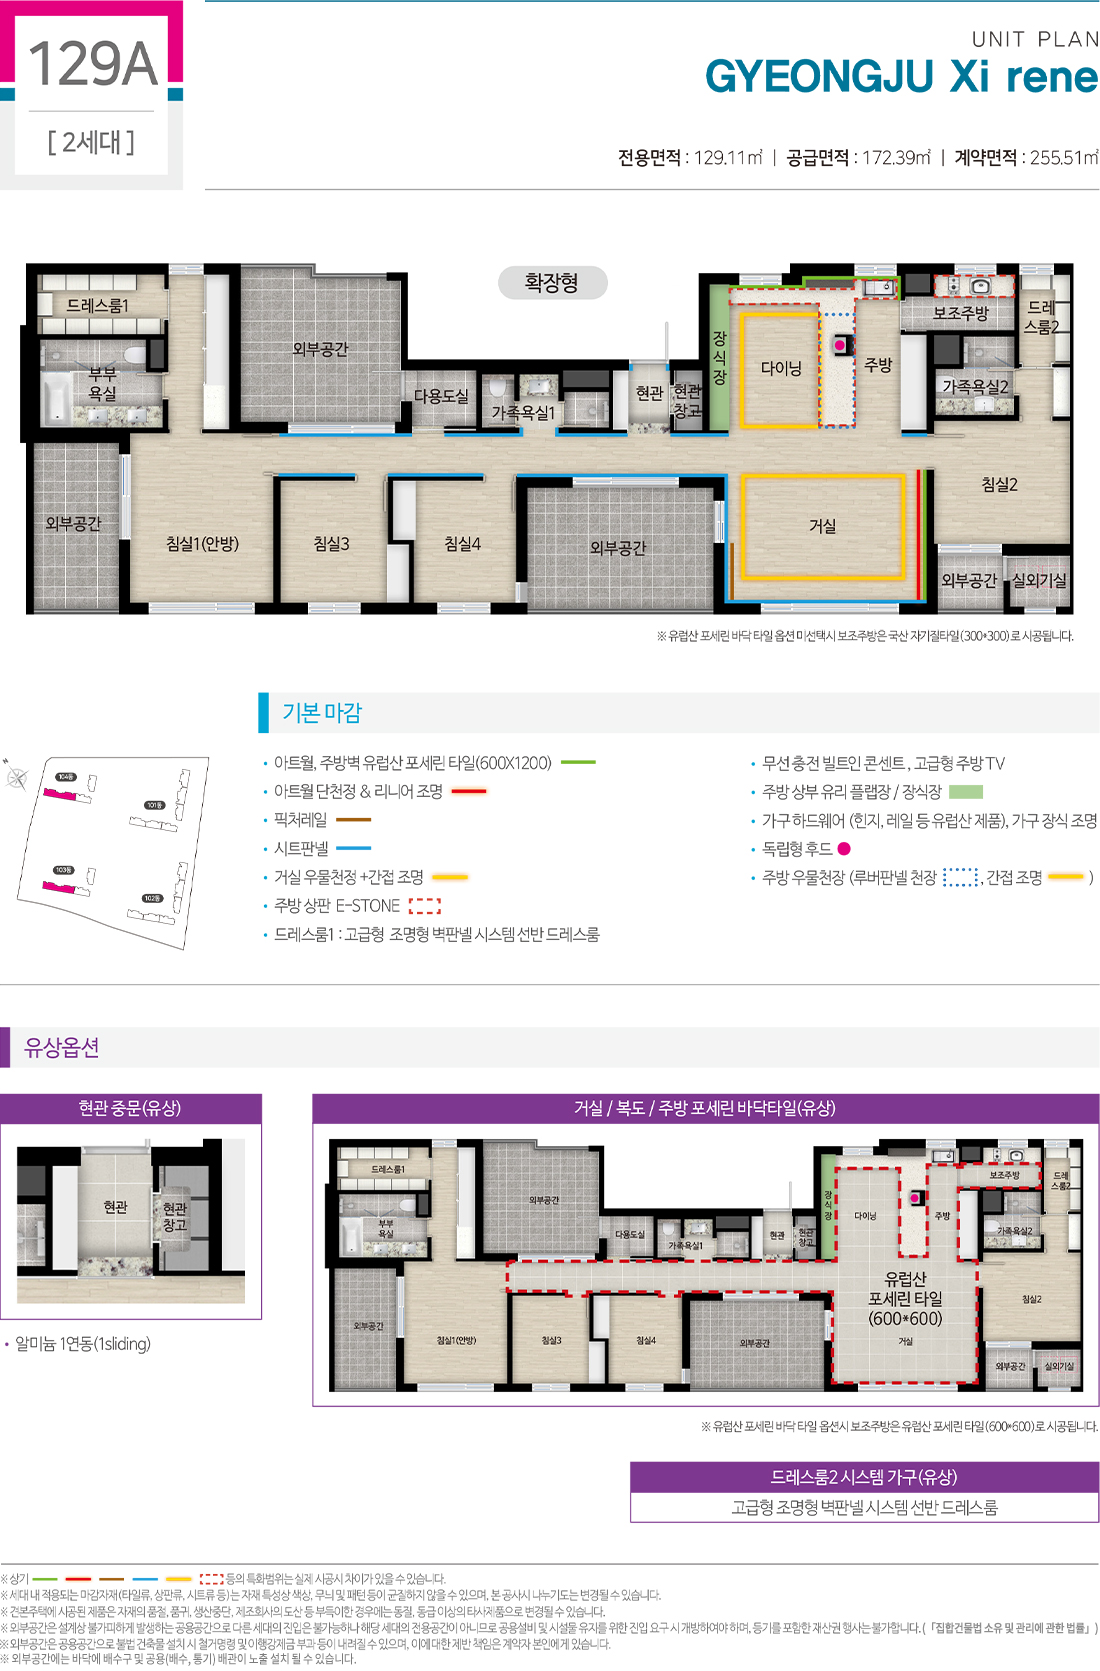 129A
[ 2세대 ]
UNIT PLAN
GYEONGJU Xi rene
전용면적 : 129.11㎡ | 공급면적 : 172.39㎡ | 계약면적 : 255.51㎡
확장형
드레스룸1
외부공간
부부
욕실
다용도실
가족욕실1
현관
현관
창고
장식장
다이닝
주방
보조주방
드레
스룸2
가족욕실2
외부공간
침실1(안방)
침실3
침실4
외부공간
거실
침실2
외부공간
실외기실
※ 유럽산 포세린 바닥 타일 옵션 미선택시 보조주방은 국산 자기질타일(300*300)로 시공됩니다.
기본 마감
• 아트월, 주방벽 유럽산 포세린 타일(600X1200)
• 아트월 단천정 & 리니어 조명
• 픽처레일
• 시트판넬
• 거실 우물천정 +간접 조명
• 주방 상판 E-STONE
• 드레스룸1 : 고급형 조명형 벽판넬 시스템 선반 드레스룸
• 무선 충전 빌트인 콘센트, 고급형 주방 TV
• 주방 상부 유리 플랩장 / 장식장
• 가구 하드웨어 (힌지, 레일 등 유럽산 제품), 가구 장식 조명
• 독립형 후드
• 주방 우물천장 (루버판넬 천장 , 간접 조명 )
N
104동
101동
103동
102동
유상옵션
현관 중문(유상)
현관
현관
창고
• 알미늄 1연동(1sliding)
거실 / 복도 / 주방 포세린 바닥타일(유상)
드레스룸1
외부공간
부부
욕실
다용도실
가족욕실1
현관
현관
창고
장식장
다이닝
주방
보조주방
드레
스룸2
가족욕실2
유럽산
포세린 타일
(600*600)
외부공간
침실1(안방)
침실3
침실4
외부공간
거실
침실2
외부공간
실외기실
※ 유럽산 포세린 바닥 타일 옵션시 보조주방은 유럽산 포세린 타일(600*600)로 시공됩니다.
드레스룸2 시스템 가구(유상)
고급형 조명형 벽판넬 시스템 선반 드레스룸
※ 상기 등의 특화범위는 실제 시공시 차이가 있을 수 있습니다.
※ 세대 내 적용되는 마감자재(타일류, 상판류, 시트류 등)는 자재 특성상 색상, 무늬 및 패턴 등이 균질하지 않을 수 있으며, 본 공사시 나누기도는 변경될 수 있습니다.
※ 견본주택에 시공된 제품은 자재의 품절, 품귀, 생산중단, 제조회사의 도산 등 부득이한 경우에는 동질, 동급 이상의 타사제품으로 변경될 수 있습니다.
※ 외부공간은 설계상 불가피하게 발생하는 공용공간으로 다른 세대의 진입은 불가능하나 해당 세대의 전용공간이 아니므로 공용설비 및 시설물 유지를 위한 진입 요구 시 개방하여야 하며, 등기를 포함한 재산권 행사는 불가합니다. (「집합건물법 소유 및 관리에 관한 법률」)
※ 외부공간은 공용공간으로 불법 건축물 설치 시 철거명령 및 이행강제금 부과 등이 내려질 수 있으며, 이에 대한 제반 책임은 계약자 본인에게 있습니다.
※ 외부공간에는 바닥에 배수구 및 공용(배수, 통기) 배관이 노출 설치 될 수 있습니다.